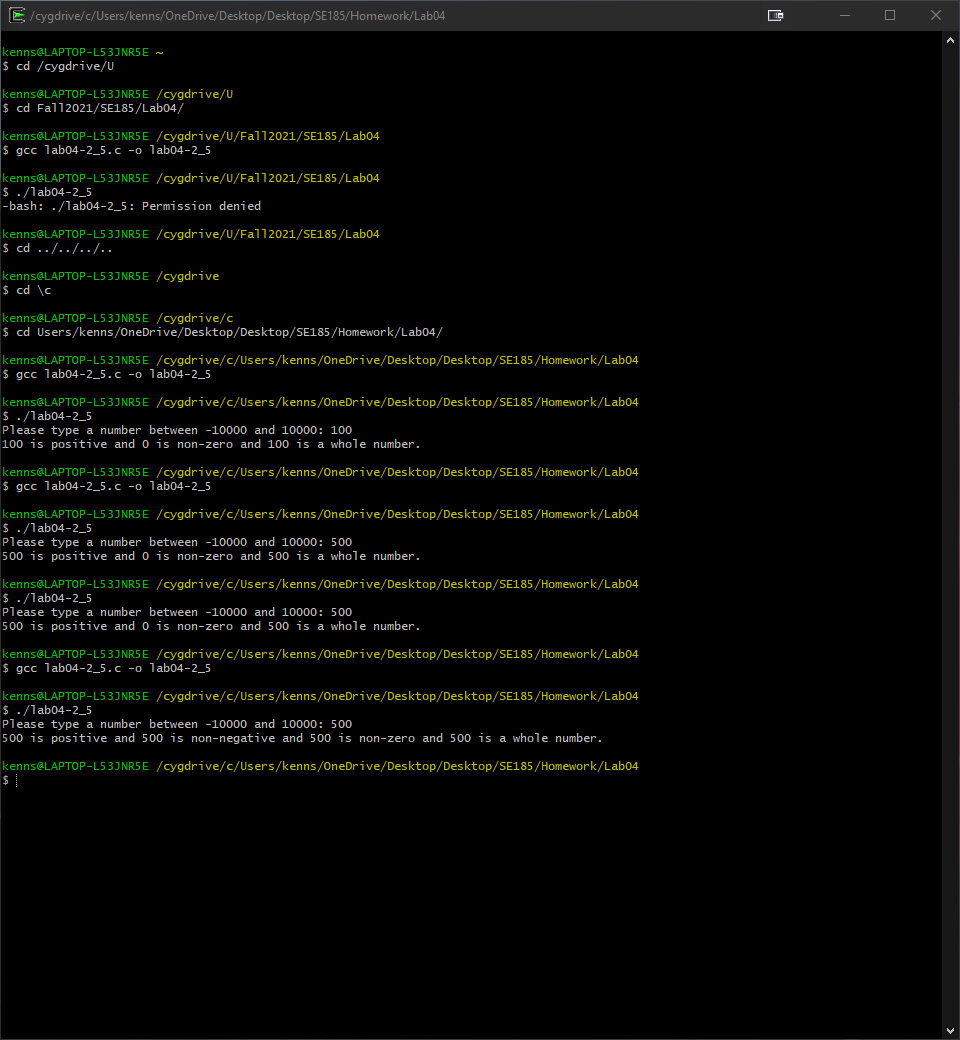 /cygdrive/c/Users/kenns/OneDrive/Desktop/Desktop/SE185/Homework/Lab04
kenns@LAPTOP-L53JNR5E ~
$ cd /cygdrive/U
kenns@LAPTOP-L53JNR5E /cygdrive/U
$ cd Fall2021/SE185/Lab04/
kenns@LAPTOP-L53JNR5E /cygdrive/U/Fall2021/SE185/Lab04
$ gcc lab04-2_5.c -o lab04-2_5
kenns@LAPTOP-L53JNR5E /cygdrive/U/Fall2021/SE185/Lab04
$ ./lab04-2_5
-bash: ./lab04-2_5: Permission denied
kenns@LAPTOP-L53JNR5E /cygdrive/U/Fall2021/SE185/Lab04
$ cd ../../../..
kenns@LAPTOP-L53JNR5E /cygdrive
$ cd \c
kenns@LAPTOP-L53JNR5E /cygdrive/c
$ cd Users/kenns/OneDrive/Desktop/Desktop/SE185/Homework/Lab04/
kenns@LAPTOP-L53JNR5E /cygdrive/c/Users/kenns/OneDrive/Desktop/Desktop/SE185/Homework/Lab04
$ gcc lab04-2_5.c -o lab04-2_5
kenns@LAPTOP-L53JNR5E /cygdrive/c/Users/kenns/OneDrive/Desktop/Desktop/SE185/Homework/Lab04
$ ./lab04-2_5
Please type a number between -10000 and 10000: 100
100 is positive and 0 is non-zero and 100 is a whole number.
kenns@LAPTOP-L53JNR5E /cygdrive/c/Users/kenns/OneDrive/Desktop/Desktop/SE185/Homework/Lab04
$ gcc lab04-2_5.c -o lab04-2_5
kenns@LAPTOP-L53JNR5E /cygdrive/c/Users/kenns/OneDrive/Desktop/Desktop/SE185/Homework/Lab04
$ ./lab04-2_5
Please type a number between -10000 and 10000: 500
500 is positive and 0 is non-zero and 500 is a whole number.
kenns@LAPTOP-L53JNR5E /cygdrive/c/Users/kenns/OneDrive/Desktop/Desktop/SE185/Homework/Lab04
$ ./lab04-2_5
Please type a number between -10000 and 10000: 500
500 is positive and 0 is non-zero and 500 is a whole number.
kenns@LAPTOP-L53JNR5E /cygdrive/c/Users/kenns/OneDrive/Desktop/Desktop/SE185/Homework/Lab04
$ gcc lab04-2_5.c -o lab04-2_5
kenns@LAPTOP-L53JNR5E /cygdrive/c/Users/kenns/OneDrive/Desktop/Desktop/SE185/Homework/Lab04
$ ./lab04-2_5
Please type a number between -10000 and 10000: 500
500 is positive and 500 is non-negative and 500 is non-zero and 500 is a whole number.
kenns@LAPTOP-L53JNR5E /cygdrive/c/Users/kenns/OneDrive/Desktop/Desktop/SE185/Homework/Lab04
$